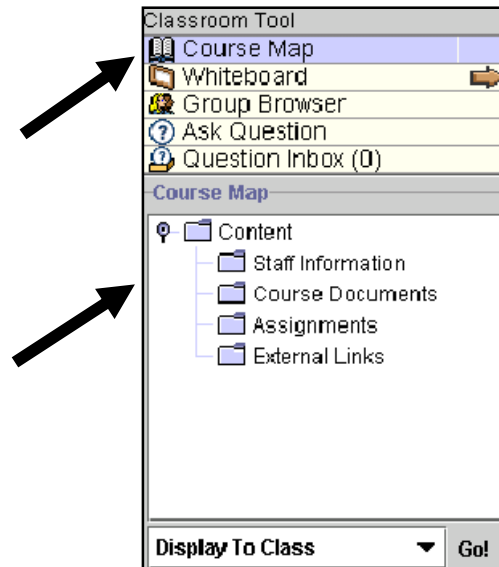 Classroom Tool
Course Map
Whiteboard
Group Browser
Ask Question
Question Inbox (0)
Course Map
Content
Staff Information
Course Documents
Assignments
External Links
Display To Class Go!